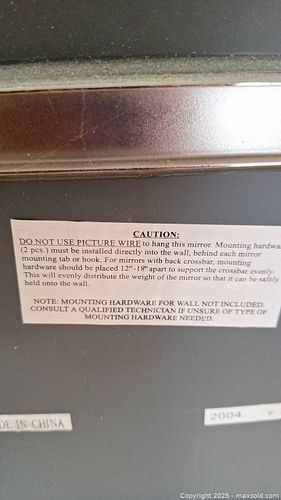 CAUTION:
DO NOT USE PICTURE WIRE to hang this mirror. Mounting hardwa
(2 pcs.) must be installed directly into the wall, behind each mirror
mounting tab or hook. For mirrors with back crossbar, mounting
hardware should be placed 12"-18" apart to support the crossbar evenly.
This will evenly distribute the weight of the mirror so that it can be safely
held onto the wall.
NOTE: MOUNTING HARDWARE FOR WALL NOT INCLUDED.
CONSULT A QUALIFIED TECHNICIAN IF UNSURE OF TYPE OF
MOUNTING HARDWARE NEEDED.
2004.
DE IN CHINA
Copyright © 2025 - maxsold.com